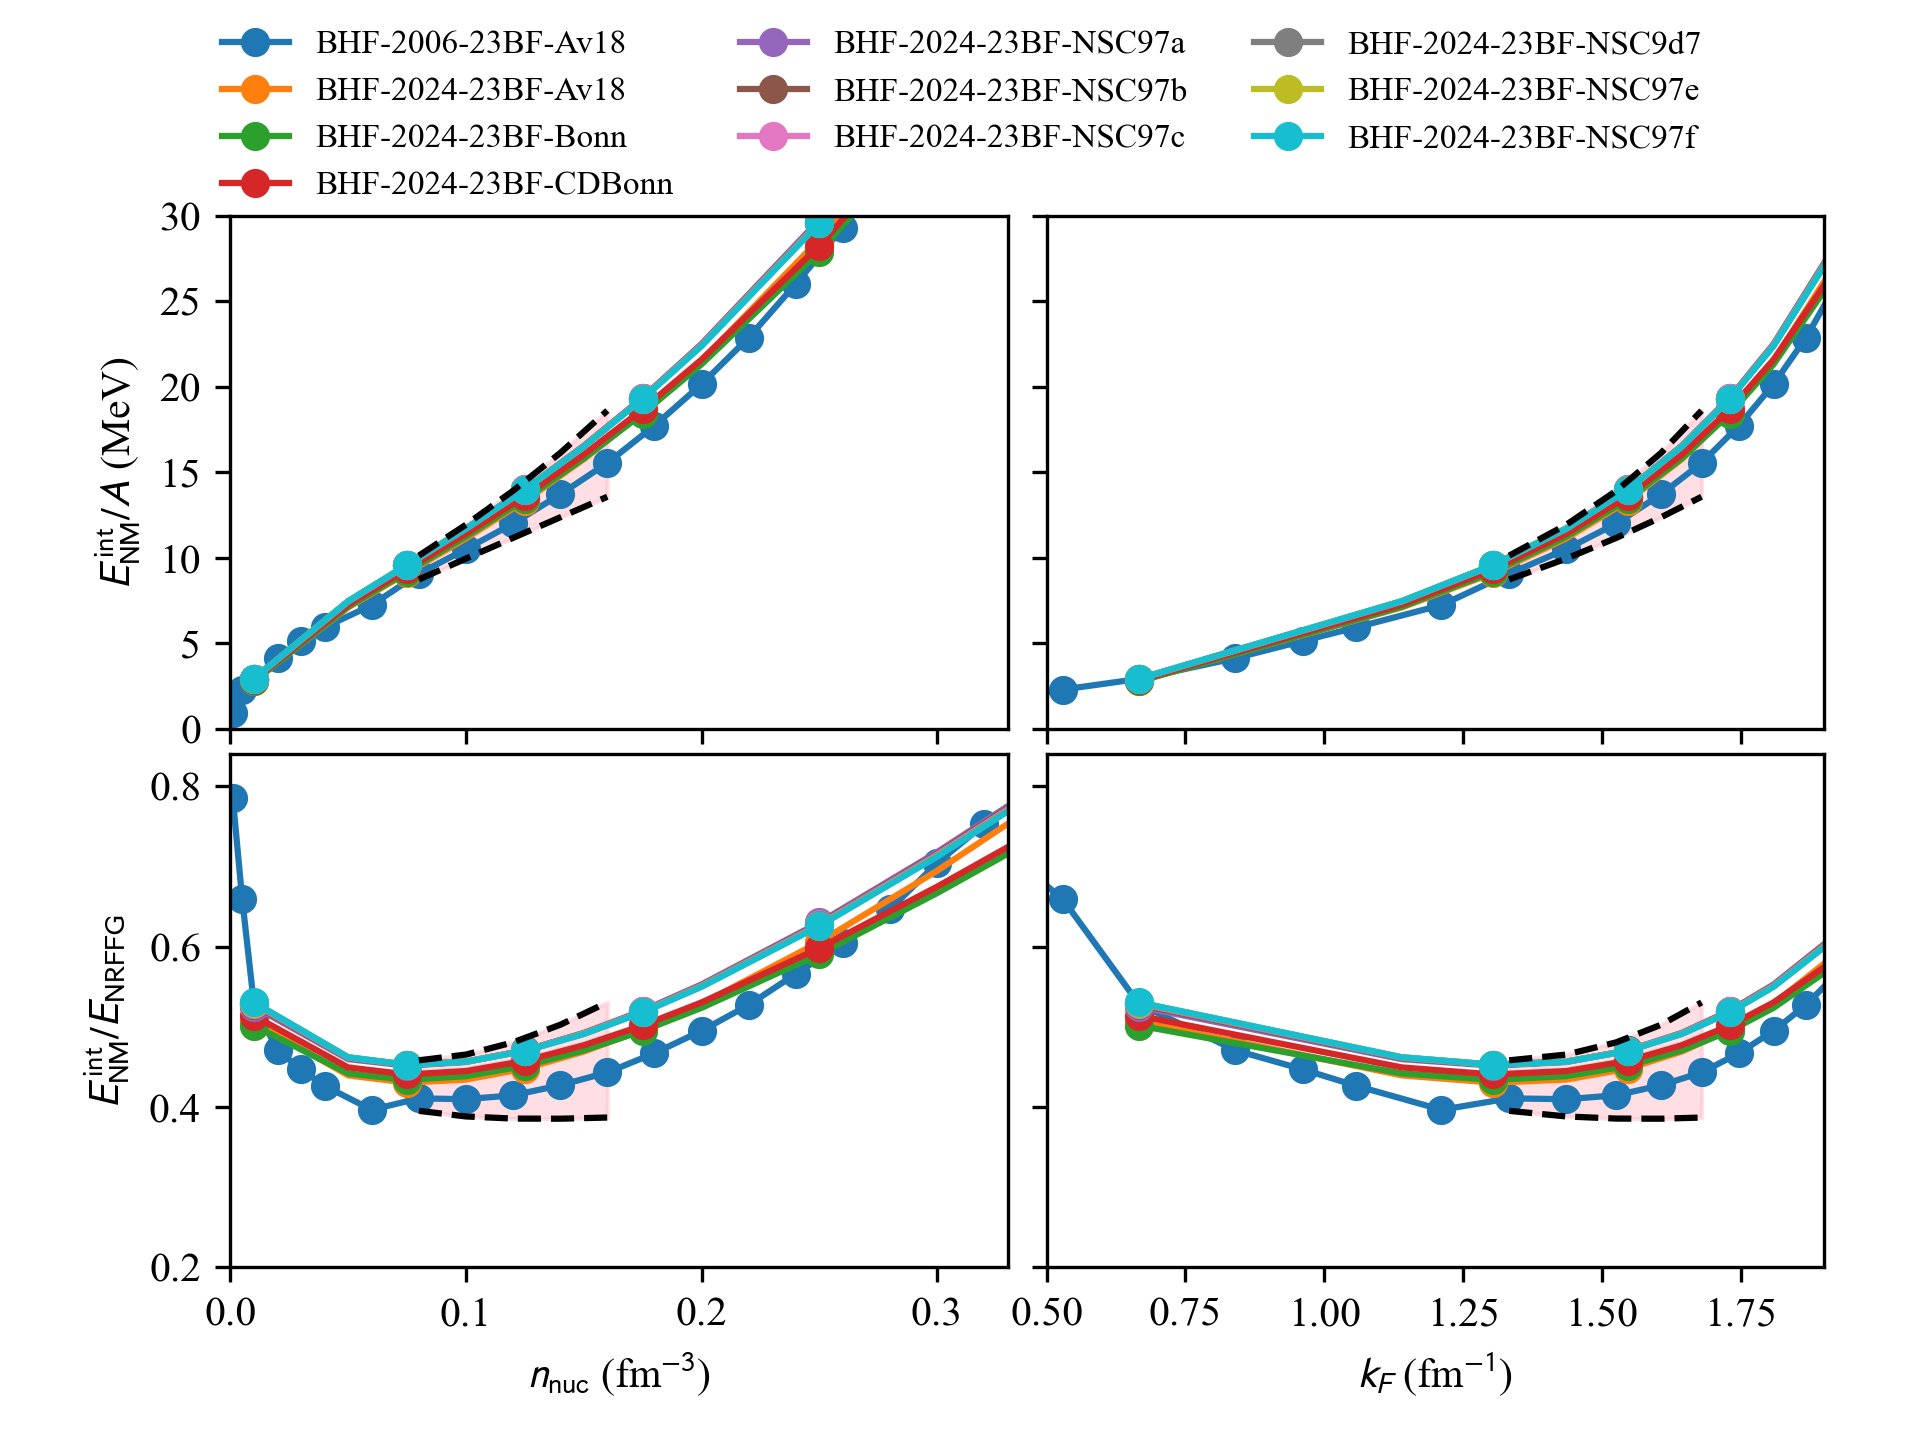 BHF-2006-23BF-Av18
BHF-2024-23BF-Av18
BHF-2024-23BF-Bonn
BHF-2024-23BF-CDBonn
BHF-2024-23BF-NSC97a
BHF-2024-23BF-NSC97b
BHF-2024-23BF-NSC97c
BHF-2024-23BF-NSC9d7
BHF-2024-23BF-NSC97e
BHF-2024-23BF-NSC97f
30
25
20
15
10
5
0
E^int_NM/A (MeV)
0.8
0.6
0.4
0.2
E^int_NM/E_NRFFG
0.0 0.1 0.2 0.3
n_nuc (fm⁻³)
0.50 0.75 1.00 1.25 1.50 1.75
k_F (fm⁻¹)